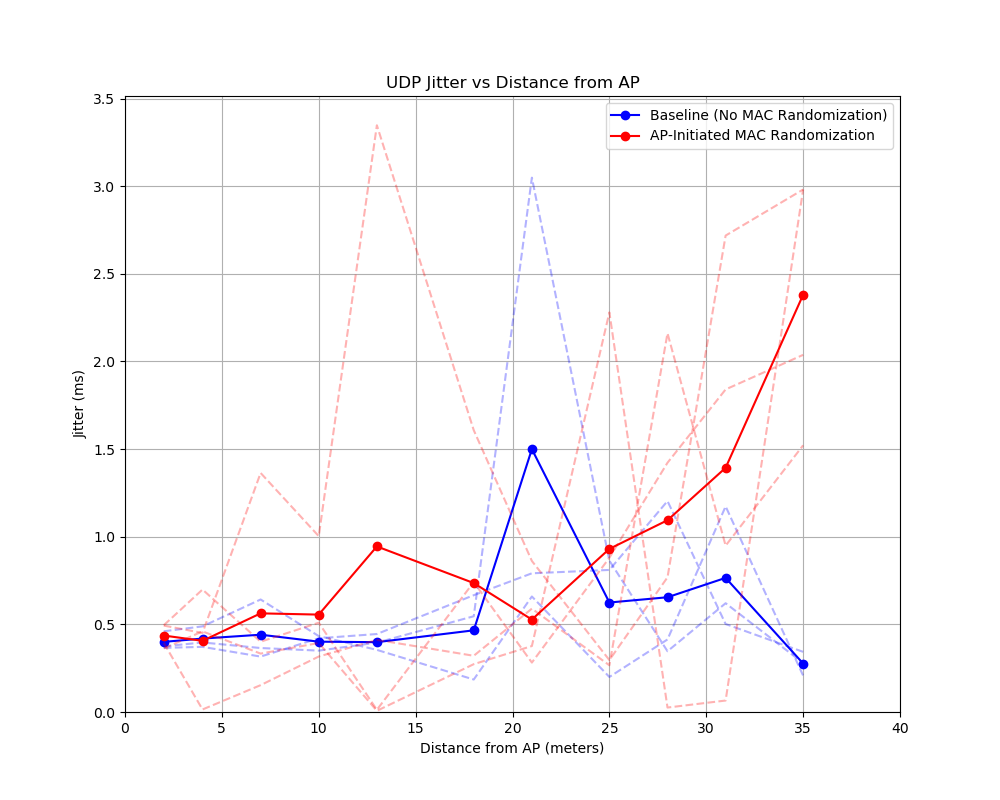 UDP Jitter vs Distance from AP
Baseline (No MAC Randomization)
AP-Initiated MAC Randomization
Jitter (ms)
3.5
3.0
2.5
2.0
1.5
1.0
0.5
0.0
0 5 10 15 20 25 30 35 40
Distance from AP (meters)